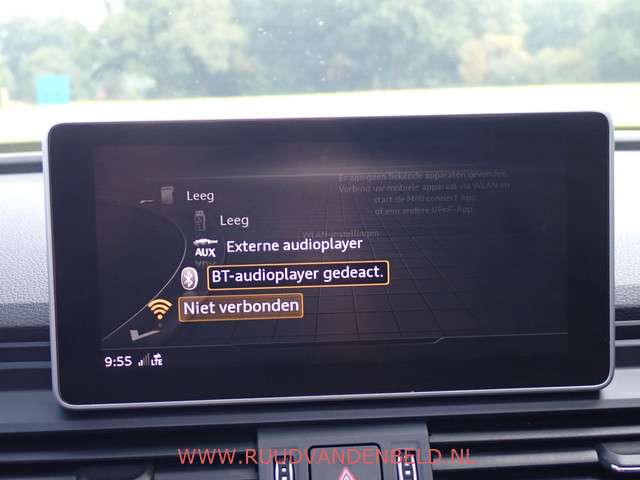 Leeg
Er zijn geen bekende apparaten gevonden.
Verbind uw mobiele apparaat via WLAN en
start de MMI connect App
of een andere UPnP-App.
Leeg
WLAN-instellingen
AUX
Externe audioplayer
BT-audioplayer gedeact.
Niet verbonden
9:55 LTE
WWW.RUUDVANDENBELD.NL